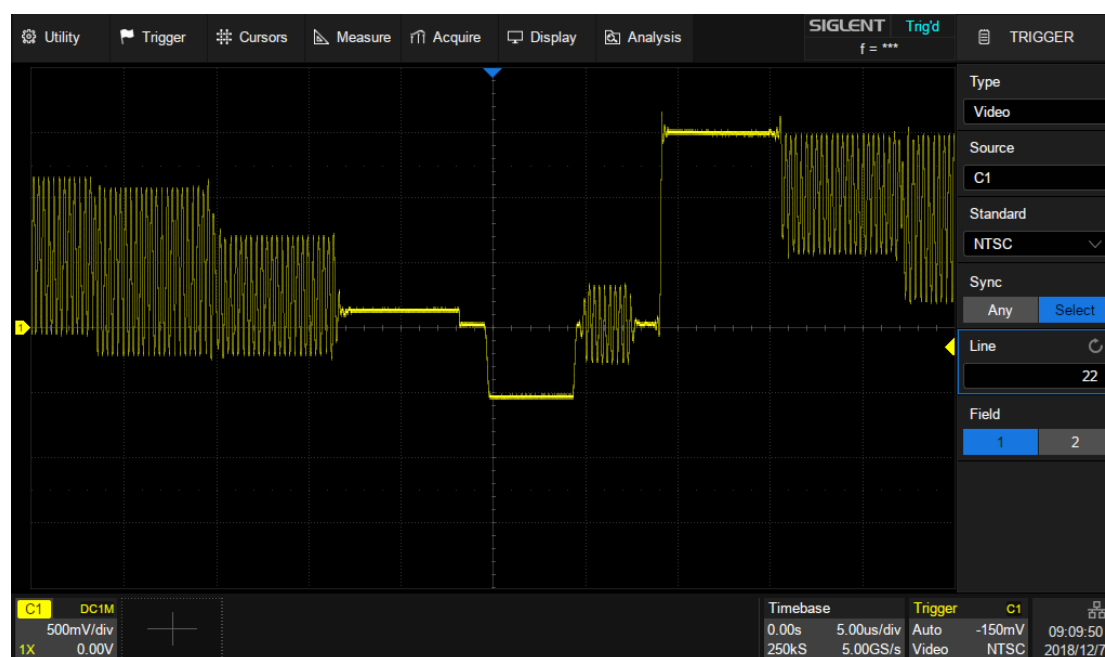 Utility Trigger Cursors Measure Acquire Display Analysis
SIGLENT Trig'd
f = ***
TRIGGER
Type
Video
Source
C1
Standard
NTSC
Sync
Any Select
Line
22
Field
1 2
1
C1 DC1M
500mV/div
1X 0.00V
Timebase
0.00s 5.00us/div
250kS 5.00GS/s
Trigger C1
Auto -150mV
Video NTSC
09:09:50
2018/12/7